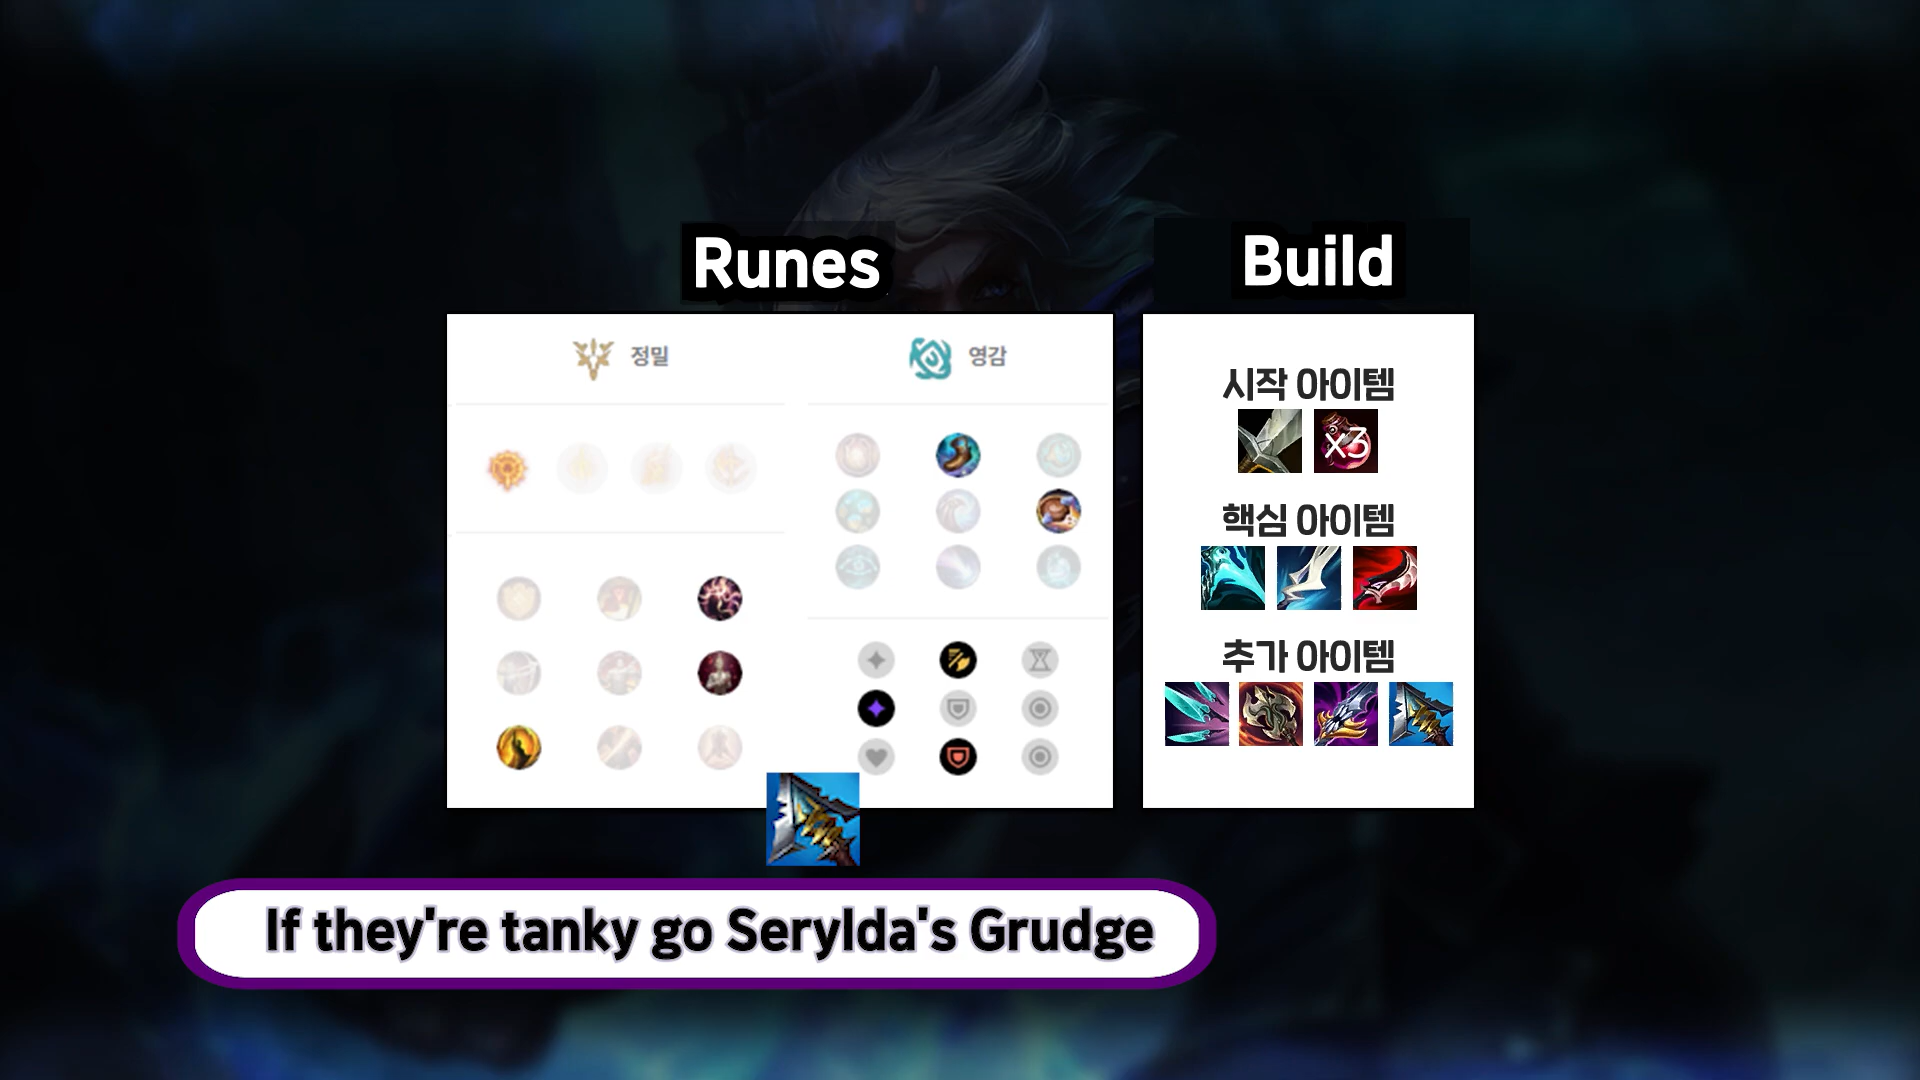 Runes
Build
정밀
영감
시작 아이템
x3
핵심 아이템
추가 아이템
If they're tanky go Serylda's Grudge